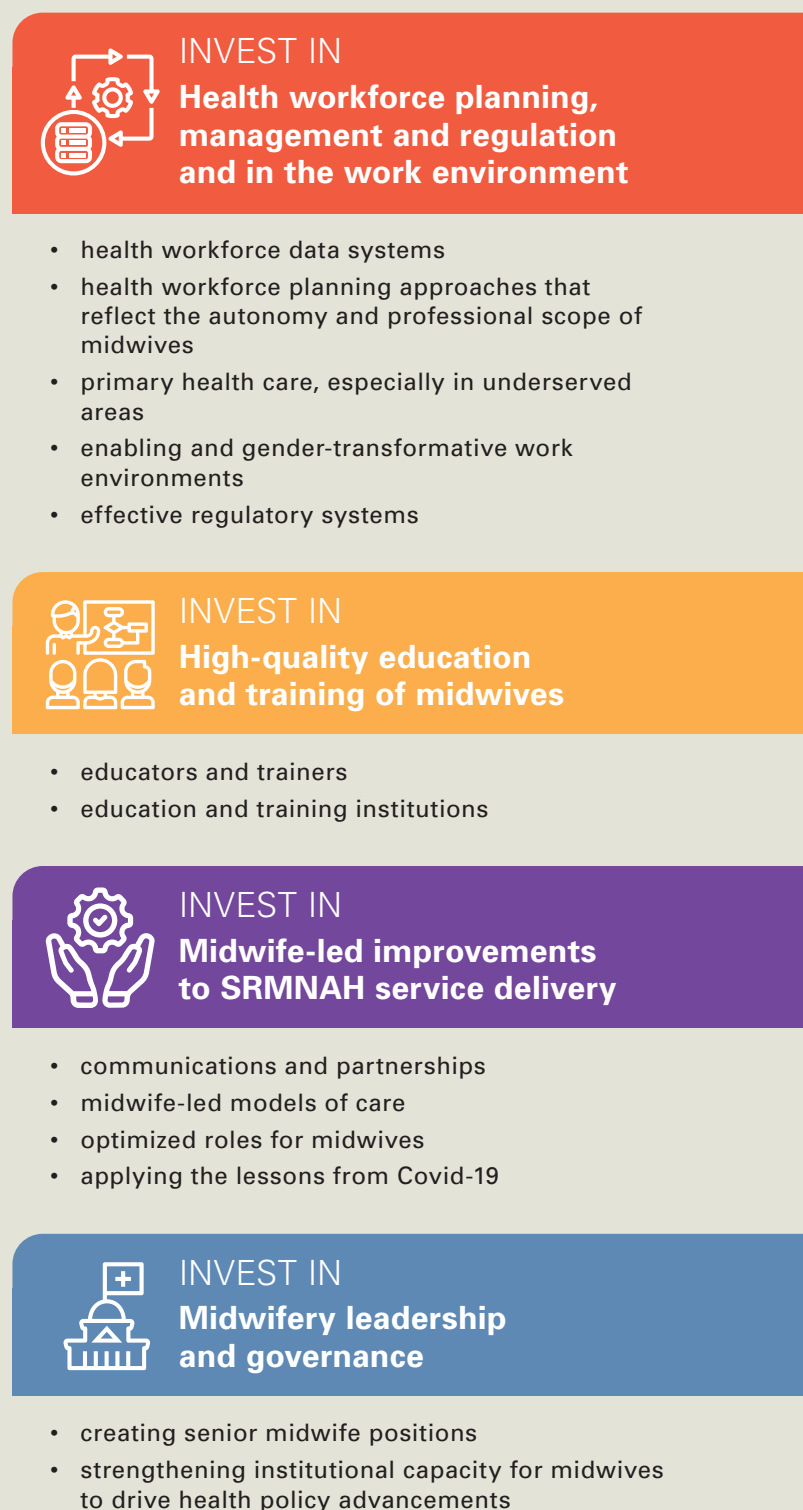 INVEST IN
Health workforce planning,
management and regulation
and in the work environment
• health workforce data systems
• health workforce planning approaches that
reflect the autonomy and professional scope of
midwives
• primary health care, especially in underserved
areas
• enabling and gender-transformative work
environments
• effective regulatory systems
INVEST IN
High-quality education
and training of midwives
• educators and trainers
• education and training institutions
INVEST IN
Midwife-led improvements
to SRMNAH service delivery
• communications and partnerships
• midwife-led models of care
• optimized roles for midwives
• applying the lessons from Covid-19
INVEST IN
Midwifery leadership
and governance
• creating senior midwife positions
• strengthening institutional capacity for midwives
to drive health policy advancements